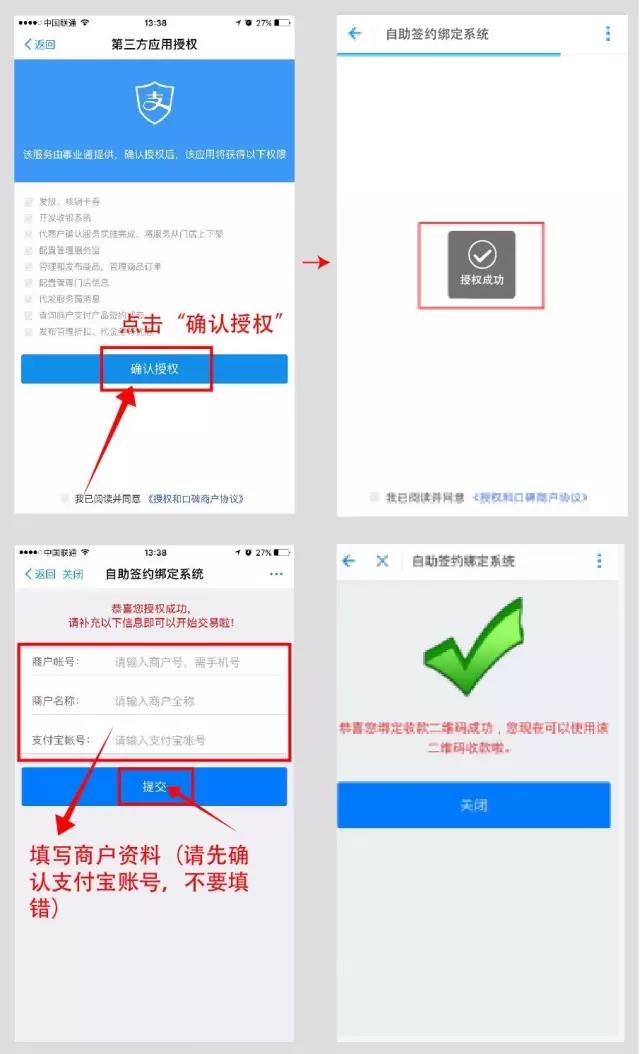 中国联通 13:38 27%
返回 第三方应用授权
该服务由事业通提供，确认授权后，该应用将获得以下权限
发放、核销卡券
开发收银系统
代商户确认服务实施完成，将服务从门店上下架
配置管理服务窗
管理和发布商品，管理商品订单
配置管理门店信息
代发服务窗消息
查询商户支付产品签约状态
发布管理折扣、代金
点击“确认授权”
确认授权
我已阅读并同意 《授权和口碑商户协议》
自助签约绑定系统
授权成功
我已阅读并同意 《授权和口碑商户协议》
中国联通 13:38 27%
返回 关闭 自助签约绑定系统
恭喜您授权成功，
请补充以下信息即可以开始交易啦！
商户帐号： 请输入商户号，需手机号
商户名称： 请输入商户全称
支付宝帐号： 请输入支付宝帐号
提交
填写商户资料（请先确
认支付宝账号，不要填
错）
自助签约绑定系统
恭喜您绑定收款二维码成功，您现在可以使用该
二维码收款啦。
关闭